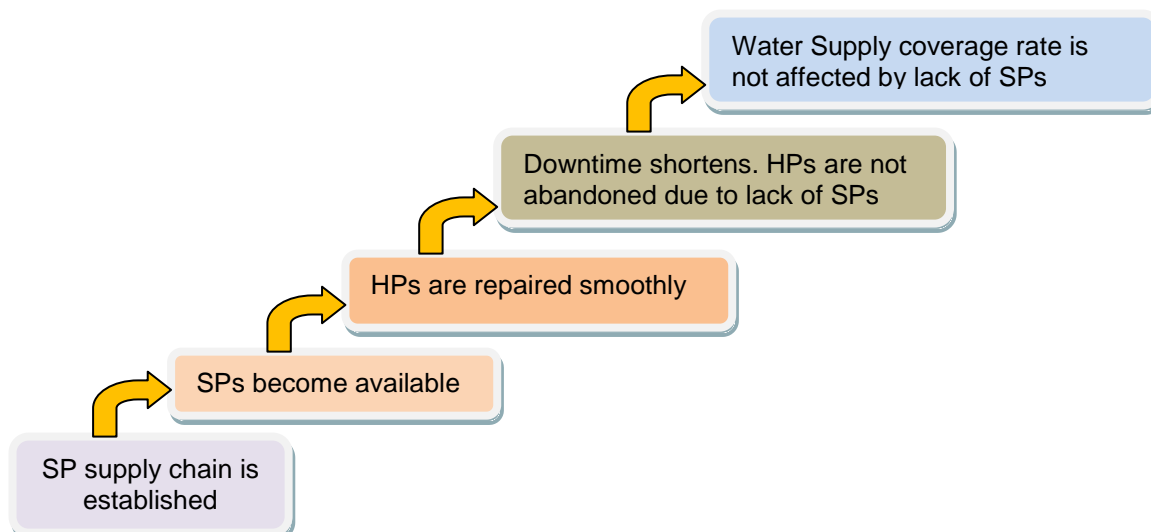 Water Supply coverage rate is
not affected by lack of SPs
Downtime shortens. HPs are not
abandoned due to lack of SPs
HPs are repaired smoothly
SPs become available
SP supply chain is
established